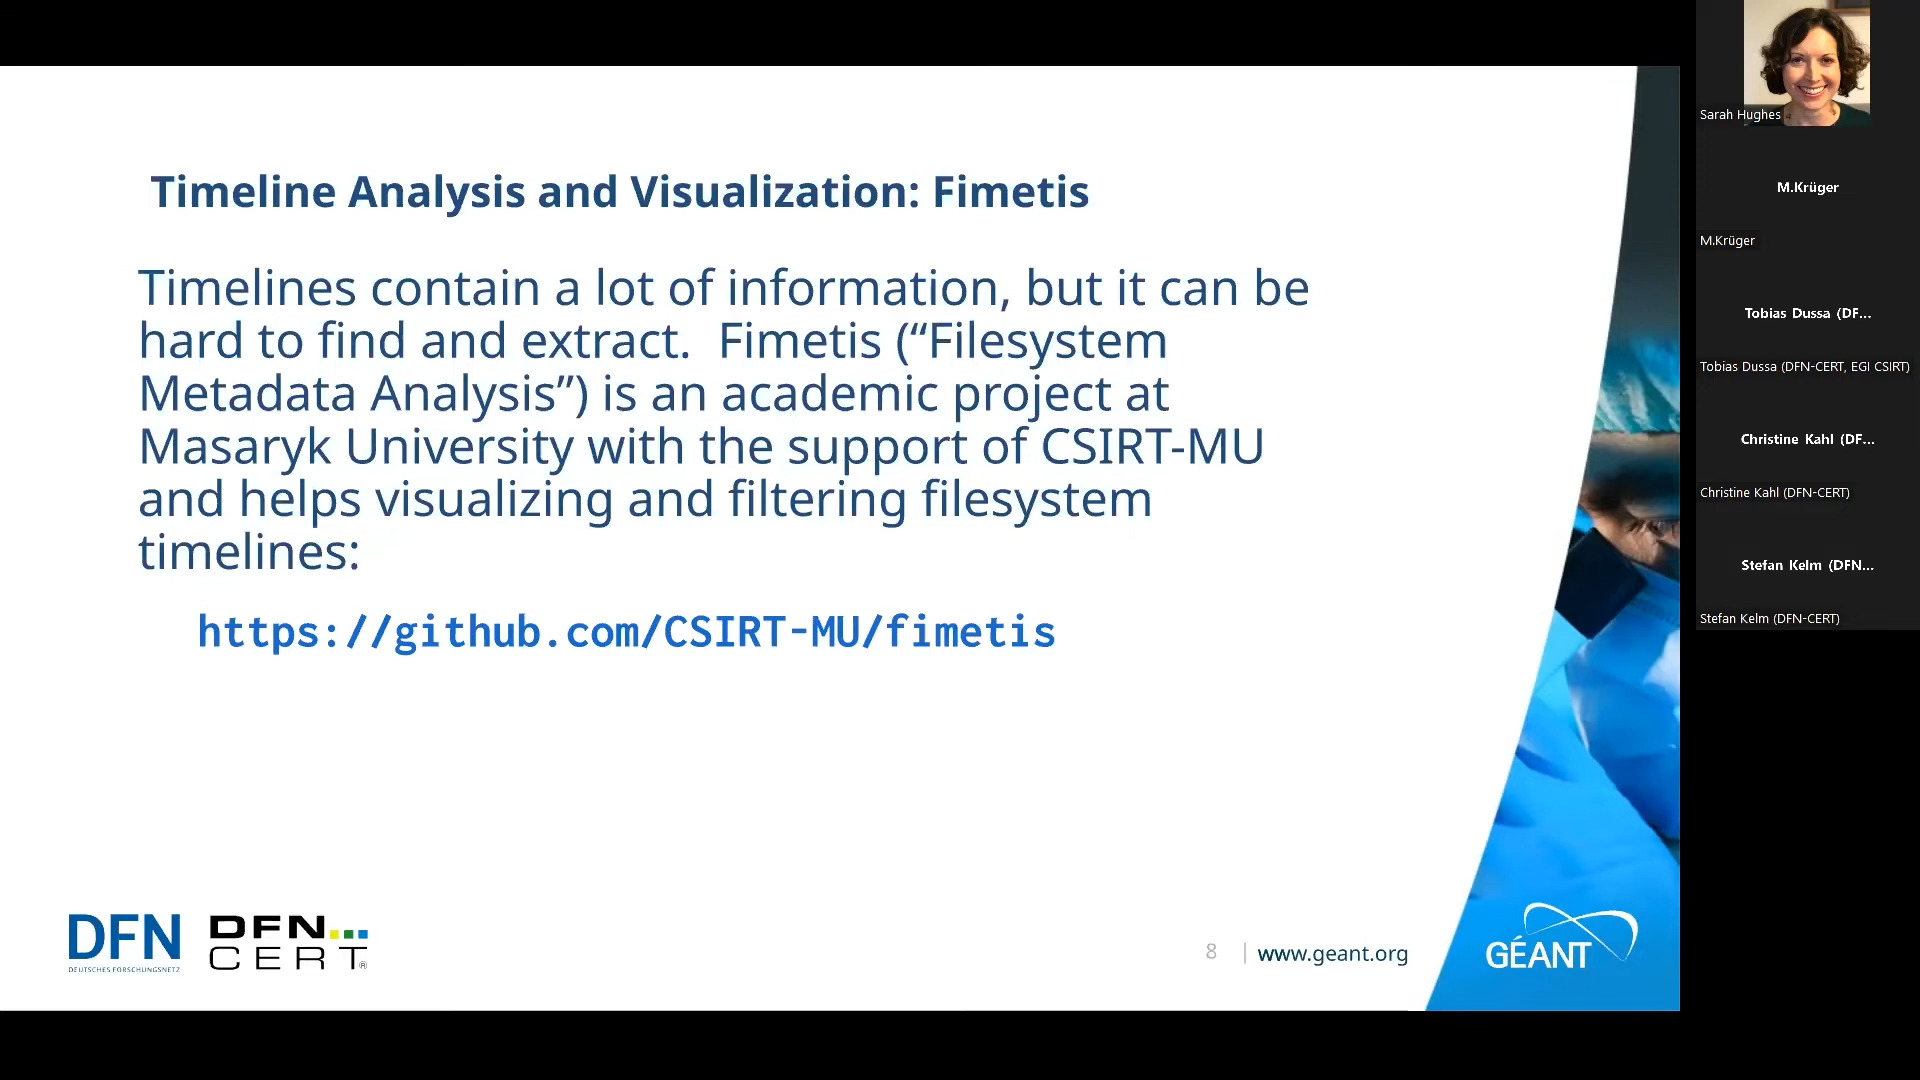 Timeline Analysis and Visualization: Fimetis
Timelines contain a lot of information, but it can be
hard to find and extract.  Fimetis (“Filesystem
Metadata Analysis”) is an academic project at
Masaryk University with the support of CSIRT-MU
and helps visualizing and filtering filesystem
timelines:
https://github.com/CSIRT-MU/fimetis
DFN
DEUTSCHES FORSCHUNGSNETZ
DFN
CERT®
8
www.geant.org
GÉANT
Sarah Hughes
M.Krüger
M.Krüger
Tobias Dussa (DF...
Tobias Dussa (DFN-CERT, EGI CSIRT)
Christine Kahl (DF...
Christine Kahl (DFN-CERT)
Stefan Kelm (DFN...
Stefan Kelm (DFN-CERT)